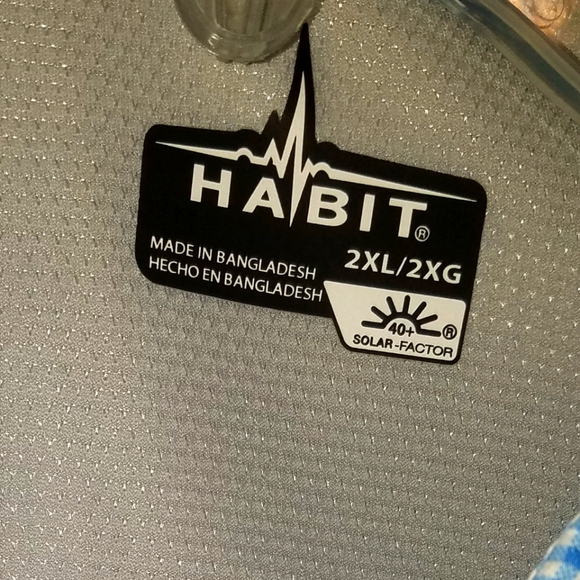 HABIT®
MADE IN BANGLADESH
HECHO EN BANGLADESH
2XL/2XG
40+ ®
SOLAR-FACTOR